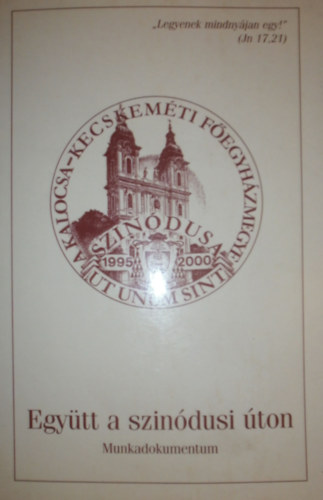 „Legyenek mindnyájan egy!”
(Jn 17,21)
A KALOCSA-KECSKEMÉTI FŐEGYHÁZMEGYE
SZINÓDUSA
1995 2000
UT UNUM SINT
Együtt a szinódusi úton
Munkadokumentum